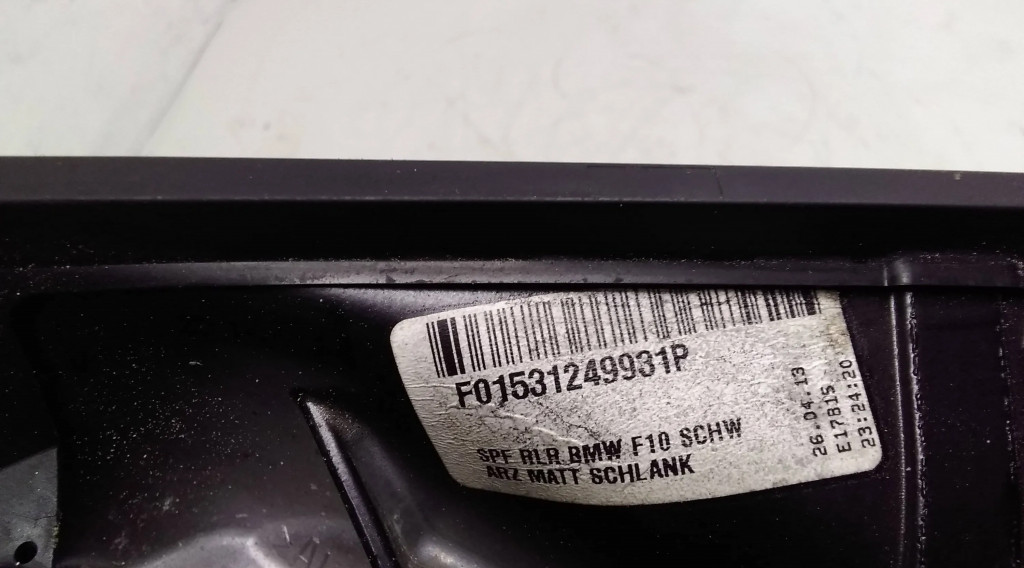 F01531249931P
SPF RLR BMW F10 SCHW
ARZ MATT SCHLANK
26.04.13
E17815
23:24:20